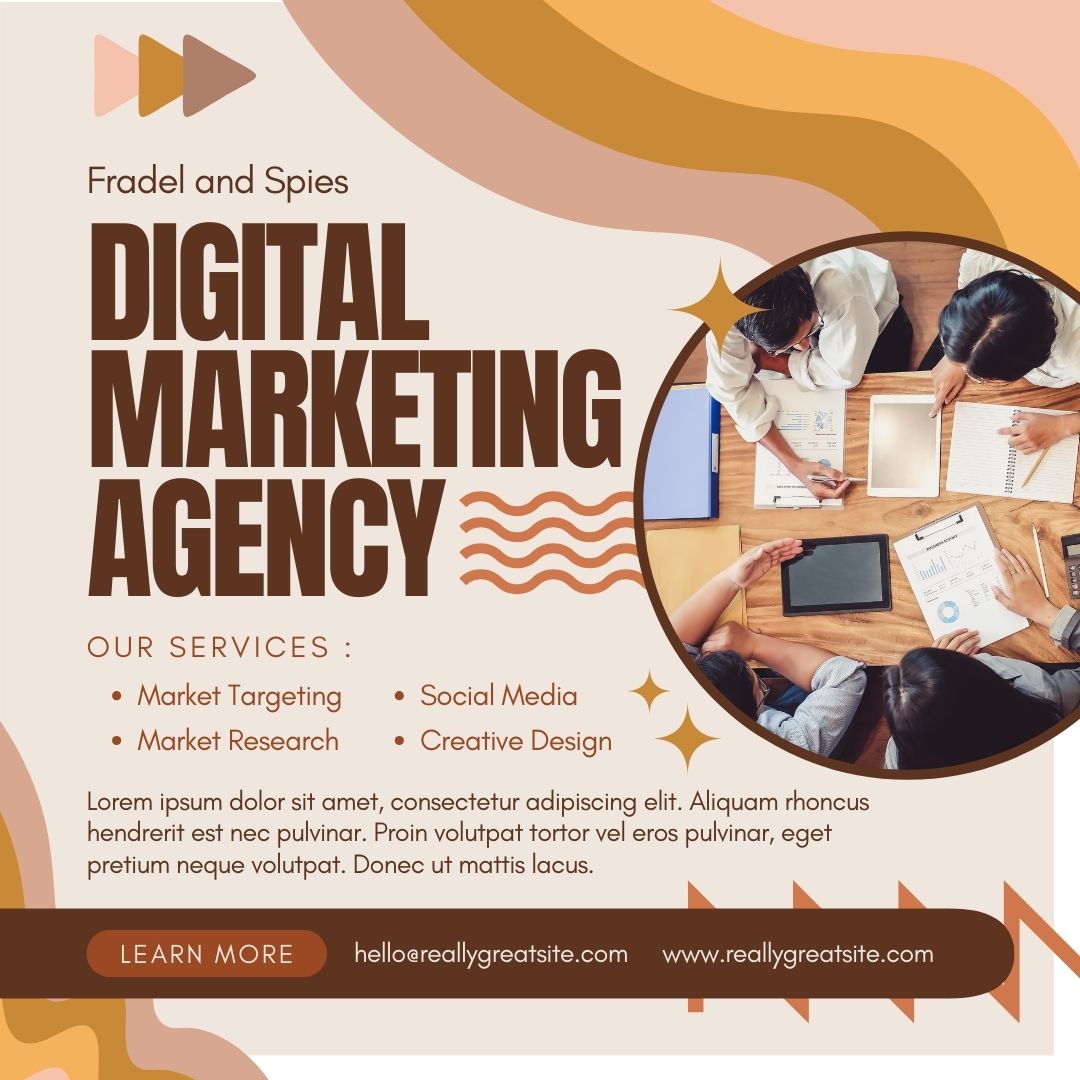 Fradel and Spies
DIGITAL
MARKETING
AGENCY
OUR SERVICES :
• Market Targeting
• Market Research
• Social Media
• Creative Design
Lorem ipsum dolor sit amet, consectetur adipiscing elit. Aliquam rhoncus
hendrerit est nec pulvinar. Proin volutpat tortor vel eros pulvinar, eget
pretium neque volutpat. Donec ut mattis lacus.
LEARN MORE
hello@reallygreatsite.com
www.reallygreatsite.com